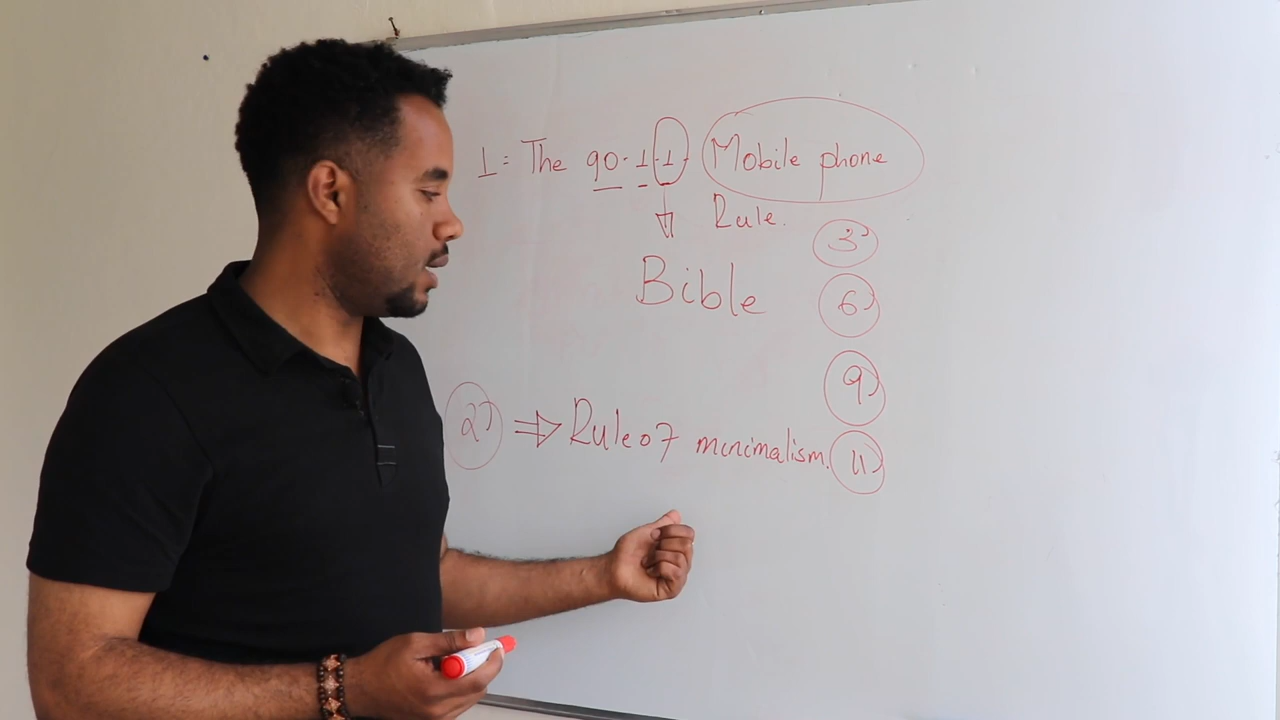 1: The 90.1.1- Mobile phone
Rule.
3
Bible
6
9
2 ⇒ Rule of minimalism.
11